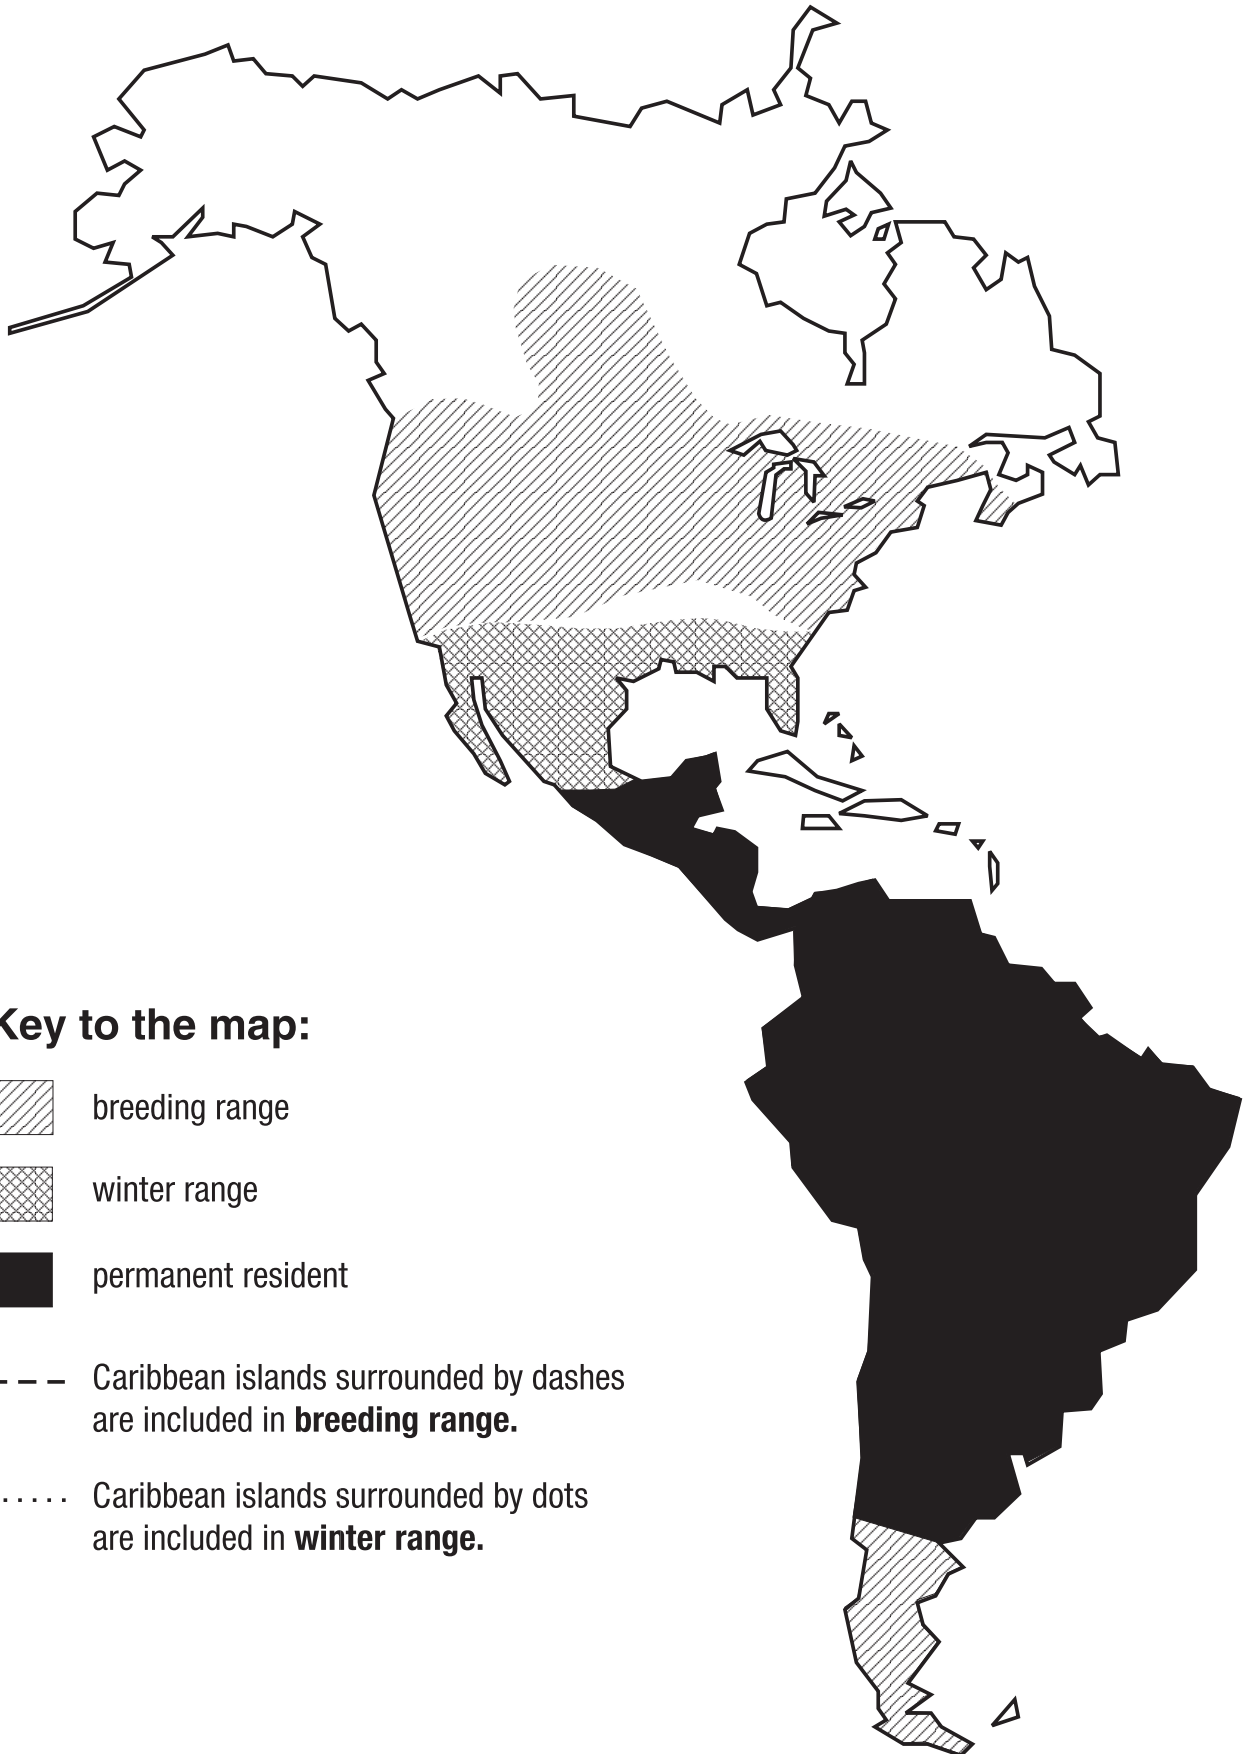 Key to the map:
breeding range
winter range
permanent resident
Caribbean islands surrounded by dashes
are included in breeding range.
Caribbean islands surrounded by dots
are included in winter range.